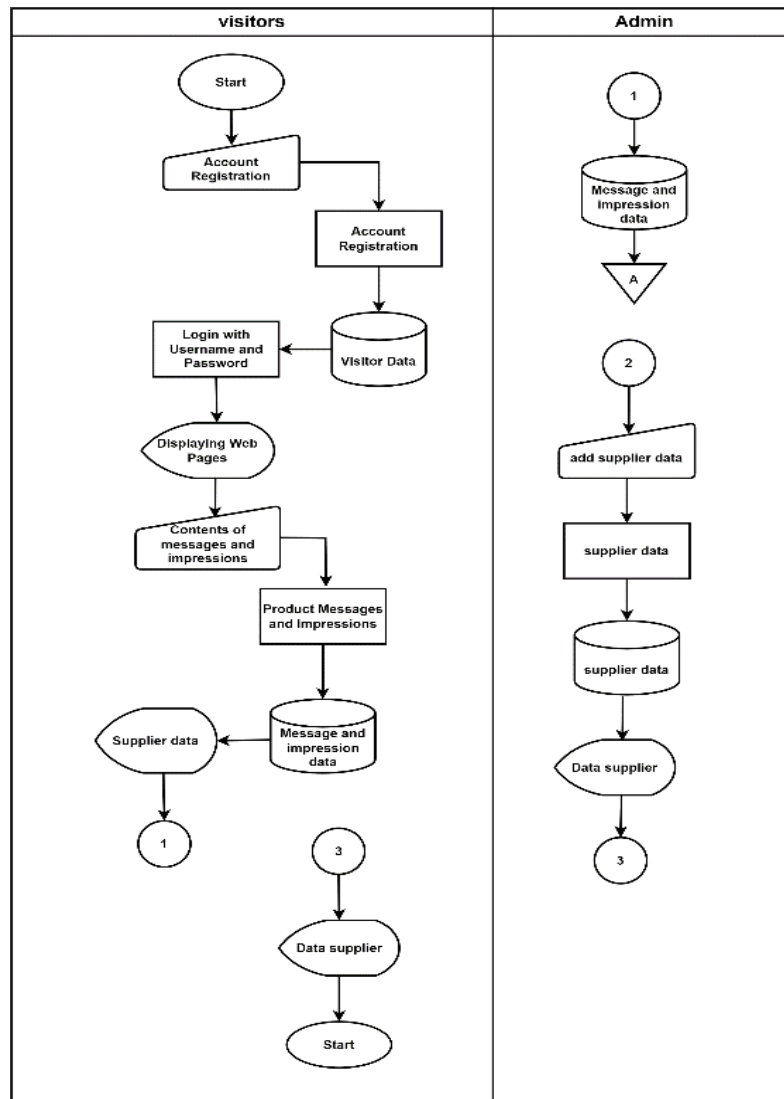 visitors
Start
Account
Registration
Account
Registration
Visitor Data
Login with
Username and
Password
Displaying Web
Pages
Contents of
messages and
impressions
Product Messages
and Impressions
Message and
impression
data
Supplier data
1
3
Data supplier
Start
Admin
1
Message and
impression
data
A
2
add supplier data
supplier data
supplier data
Data supplier
3